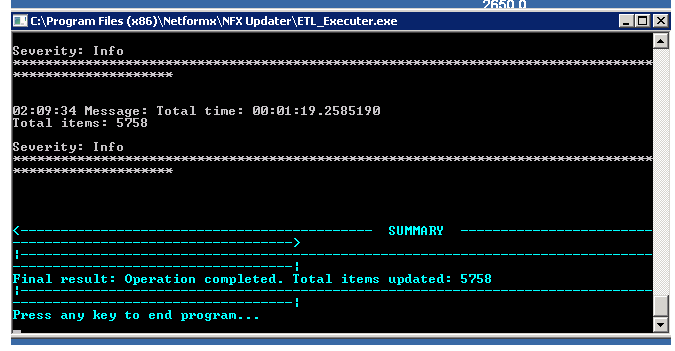 2650.0
C:\Program Files (x86)\Netformx\NFX Updater\ETL_Executer.exe
Severity: Info
********************************************************************************
********************
02:09:34 Message: Total time: 00:01:19.2585190
Total items: 5758
Severity: Info
********************************************************************************
********************
<-------------------------------------------- SUMMARY ------------------------
----------------------------------->
|-------------------------------------------------------------------------------
-----------------------------------|
Final result: Operation completed. Total items updated: 5758
|-------------------------------------------------------------------------------
-----------------------------------|
Press any key to end program...